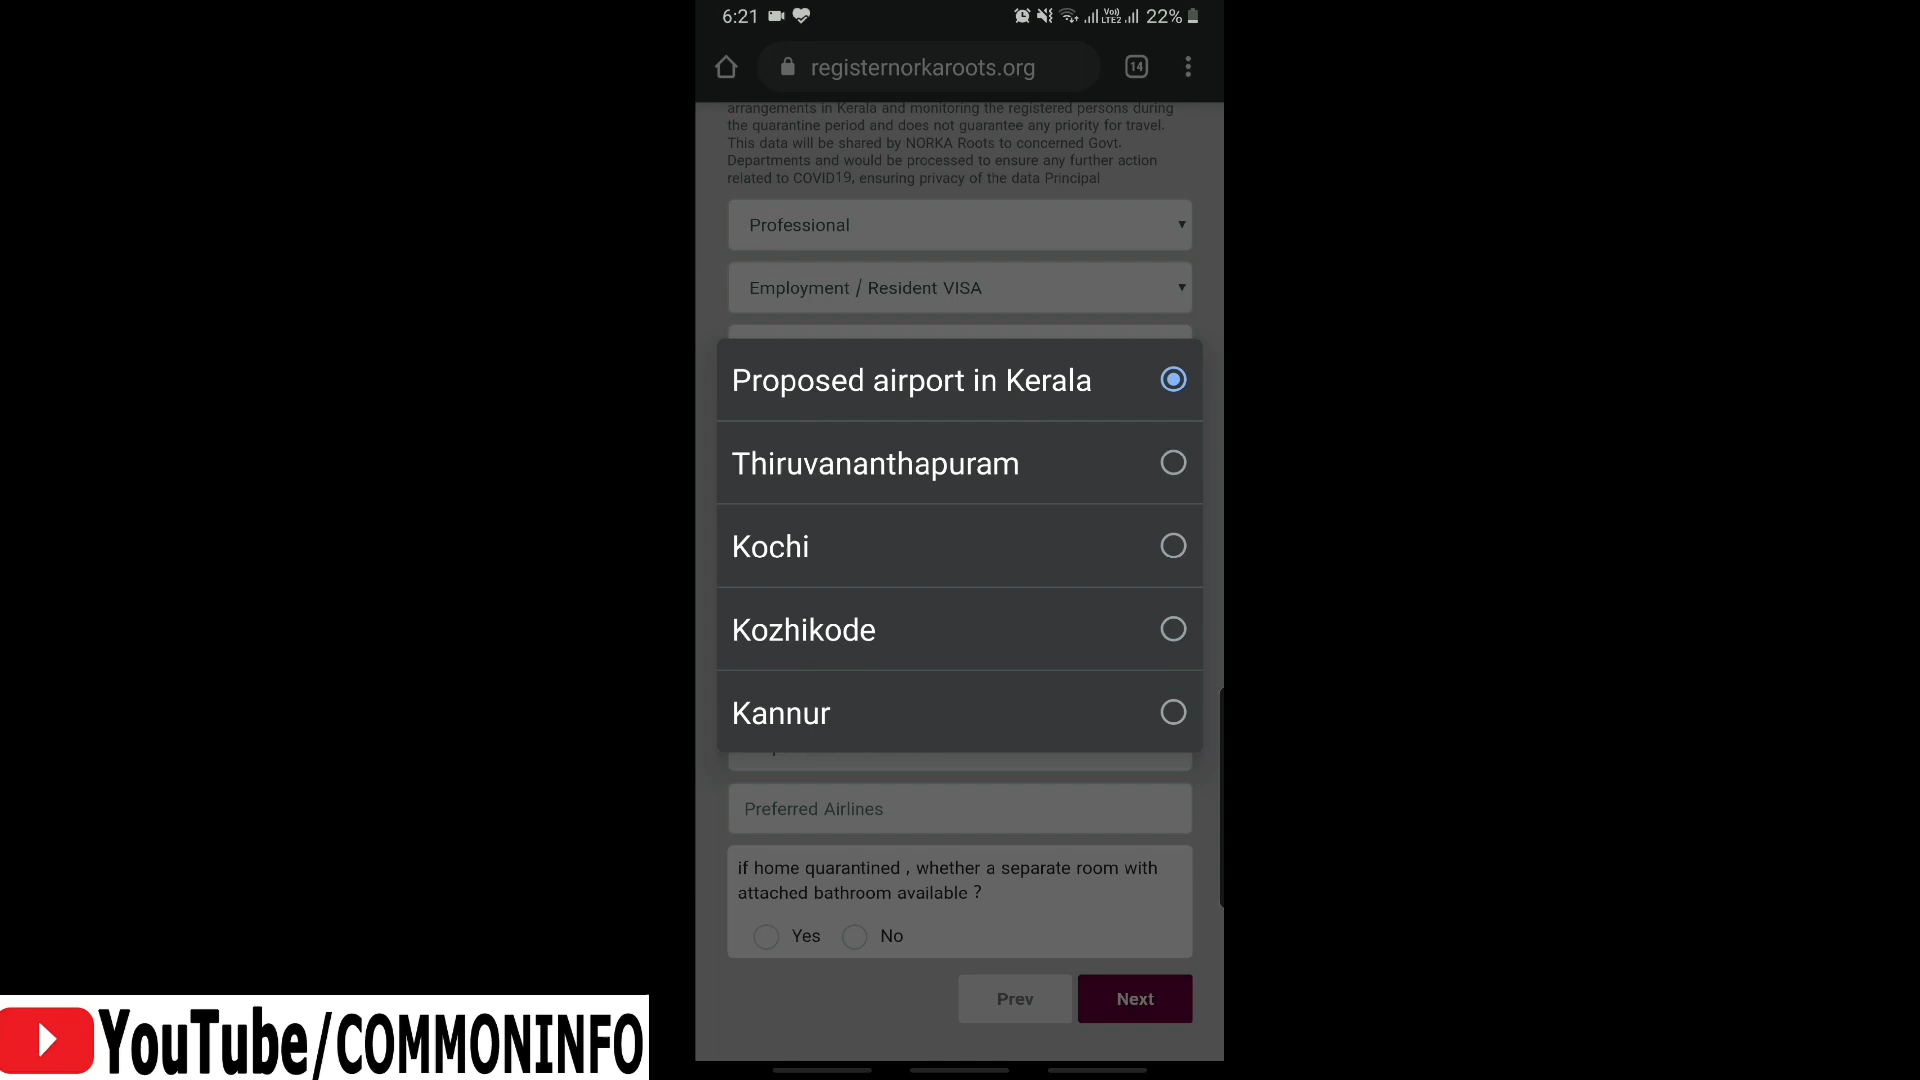 6:21
Vo))
LTE2
22%
registernorkaroots.org
14
arrangements in Kerala and monitoring the registered persons during
the quarantine period and does not guarantee any priority for travel.
This data will be shared by NORKA Roots to concerned Govt.
Departments and would be processed to ensure any further action
related to COVID19, ensuring privacy of the data Principal
Professional
Employment / Resident VISA
Proposed airport in Kerala
Thiruvananthapuram
Kochi
Kozhikode
Kannur
Preferred Airlines
if home quarantined , whether a separate room with
attached bathroom available ?
Yes No
Prev Next
YouTube/COMMONINFO